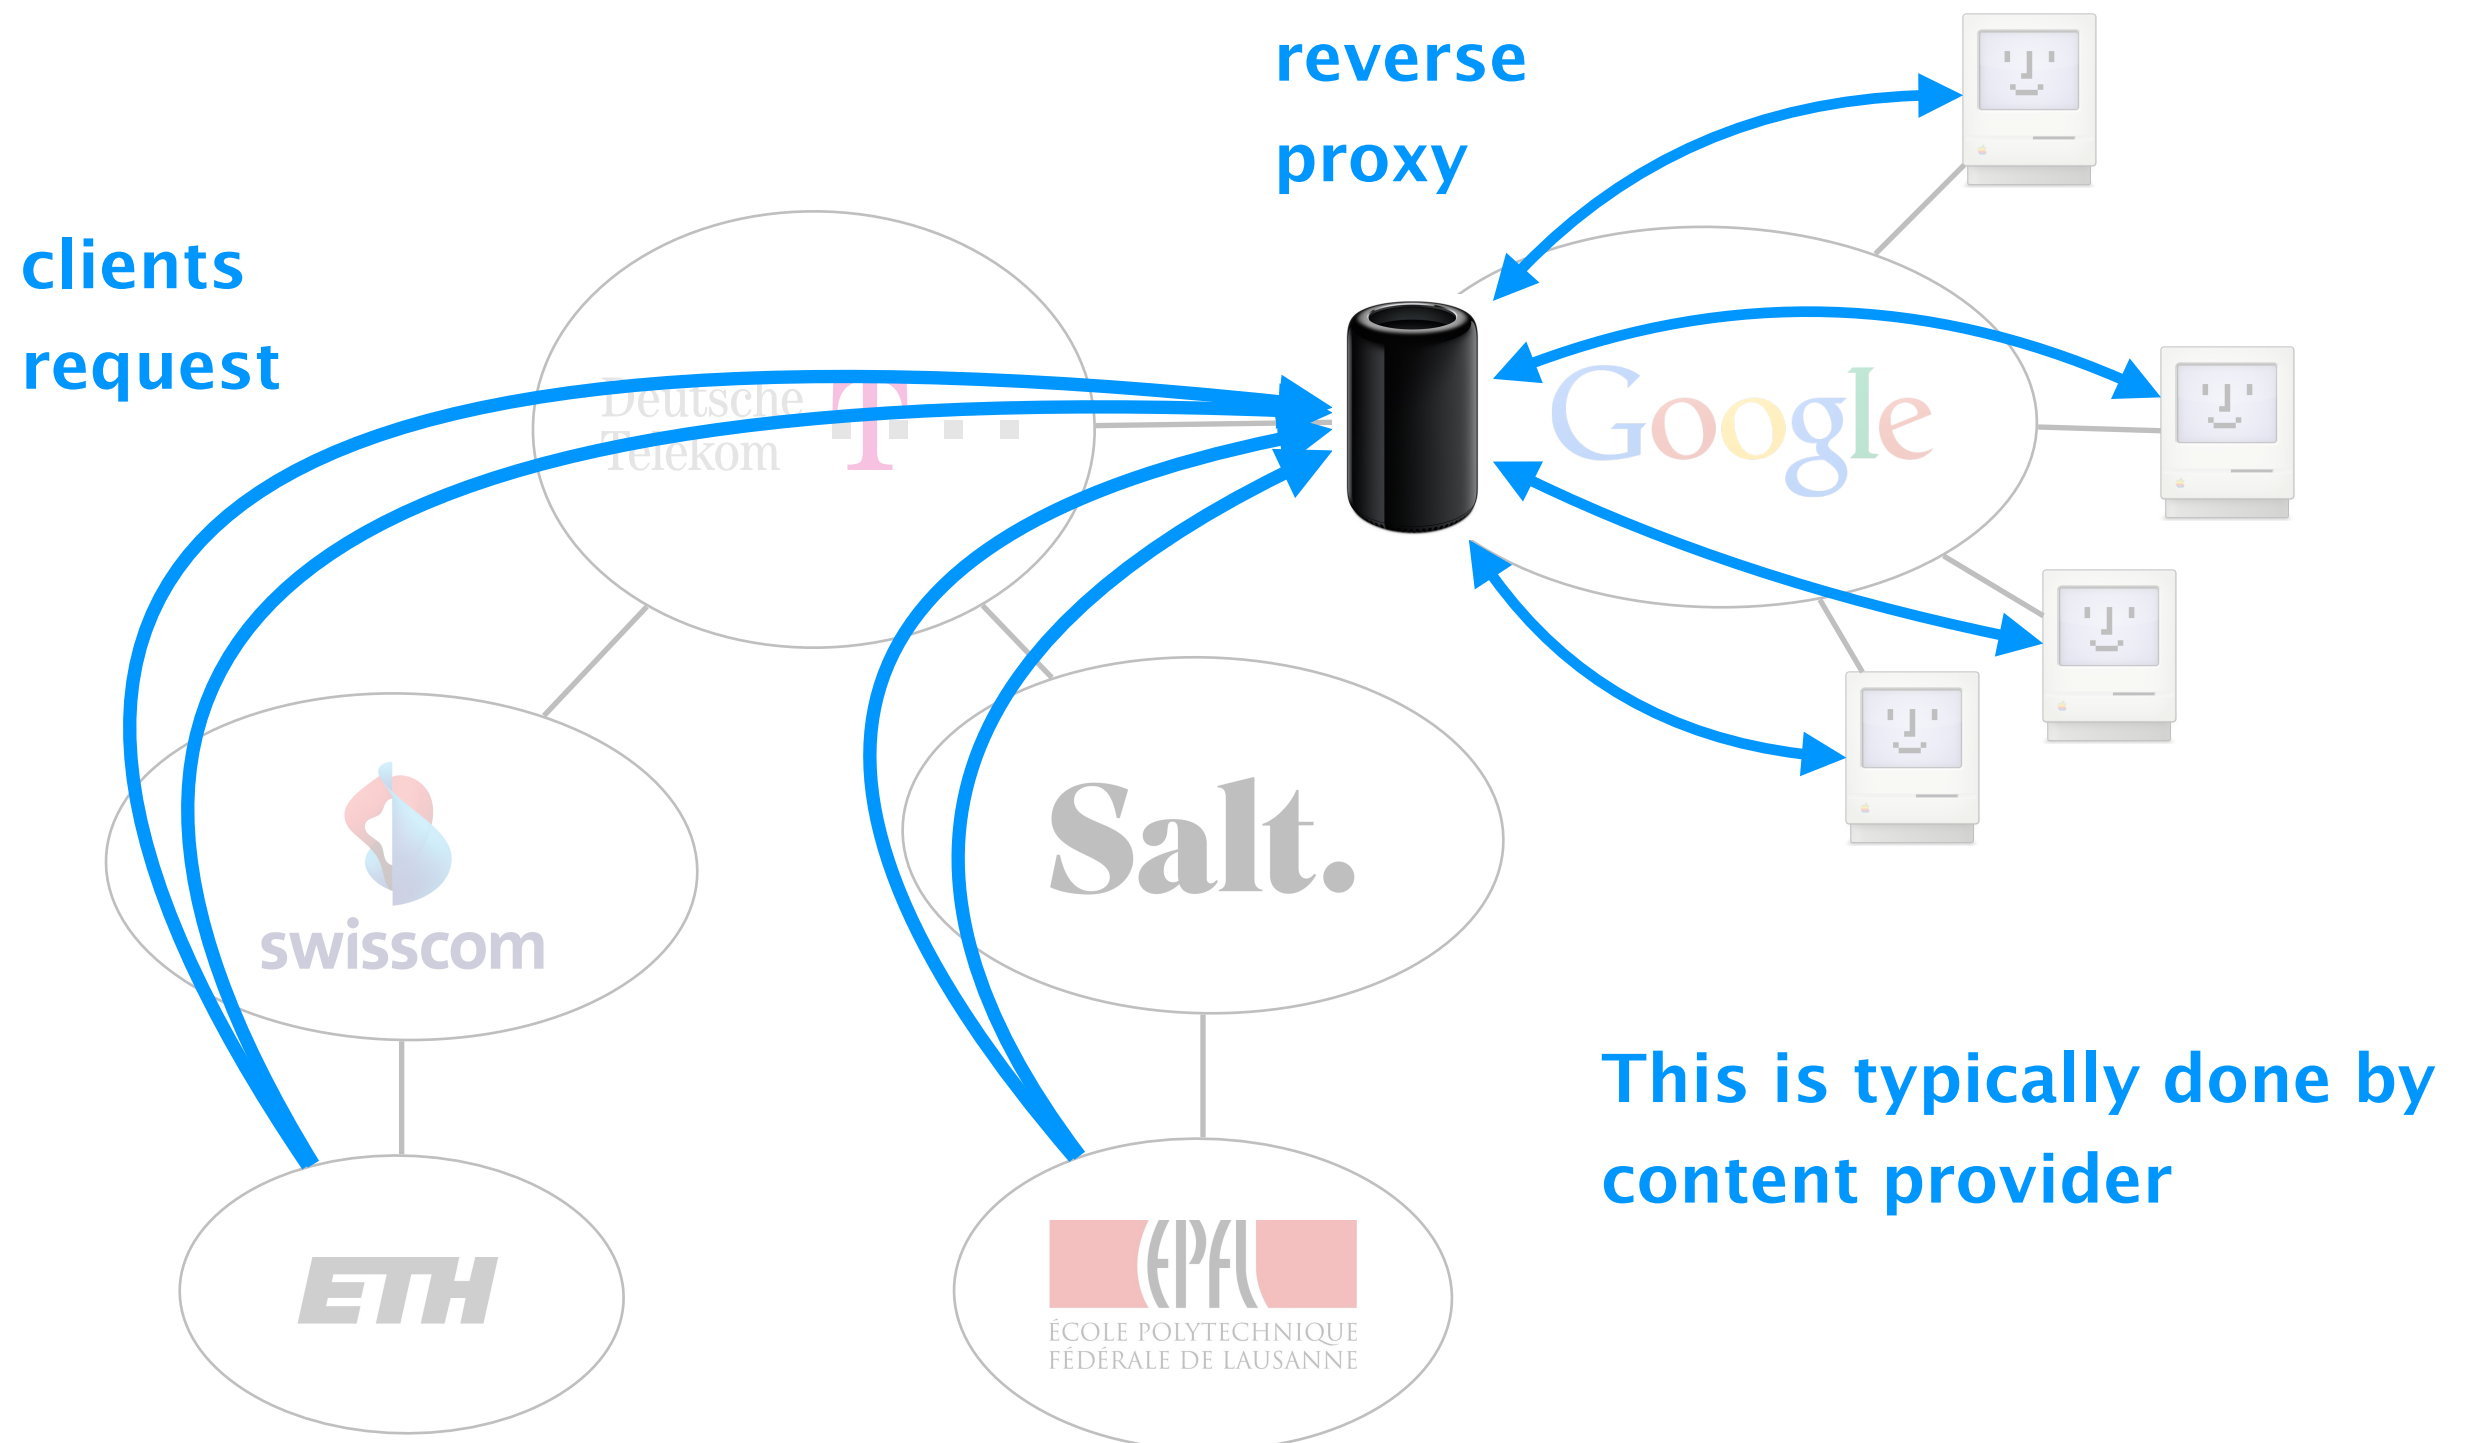 reverse
proxy
clients
request
Deutsche
Telekom
T
Google
swisscom
Salt.
This is typically done by
content provider
ETH
EPFL
ÉCOLE POLYTECHNIQUE
FÉDÉRALE DE LAUSANNE